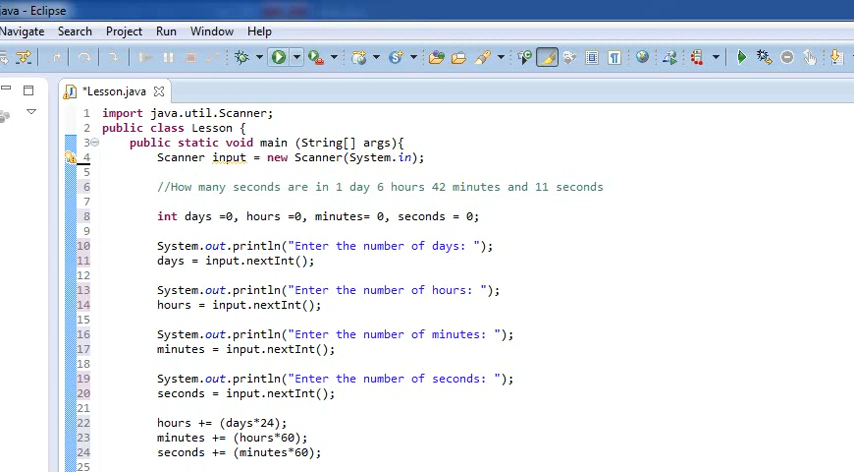 java - Eclipse
Navigate Search Project Run Window Help
*Lesson.java
1 import java.util.Scanner;
2 public class Lesson {
3 public static void main (String[] args){
4 Scanner input = new Scanner(System.in);
5
6 //How many seconds are in 1 day 6 hours 42 minutes and 11 seconds
7
8 int days =0, hours =0, minutes= 0, seconds = 0;
9
10 System.out.println("Enter the number of days: ");
11 days = input.nextInt();
12
13 System.out.println("Enter the number of hours: ");
14 hours = input.nextInt();
15
16 System.out.println("Enter the number of minutes: ");
17 minutes = input.nextInt();
18
19 System.out.println("Enter the number of seconds: ");
20 seconds = input.nextInt();
21
22 hours += (days*24);
23 minutes += (hours*60);
24 seconds += (minutes*60);
25